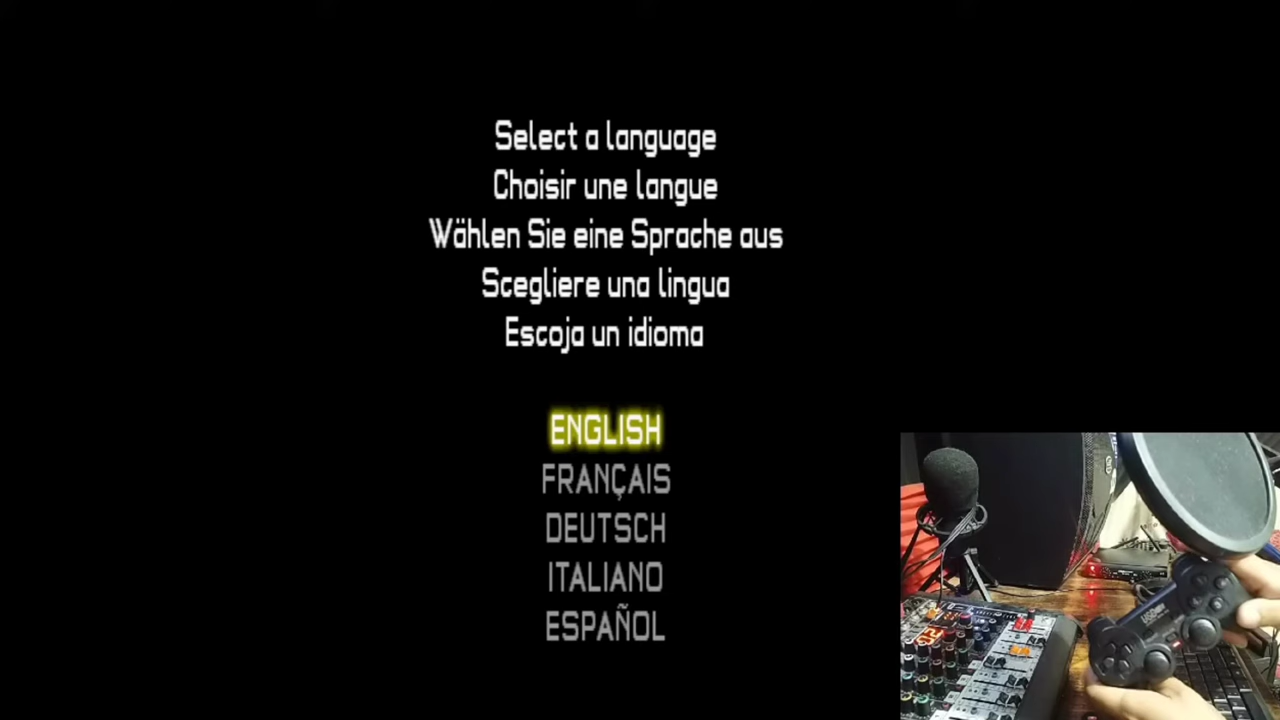 Select a language
Choisir une langue
Wählen Sie eine Sprache aus
Scegliere una lingua
Escoja un idioma
ENGLISH
FRANÇAIS
DEUTSCH
ITALIANO
ESPAÑOL